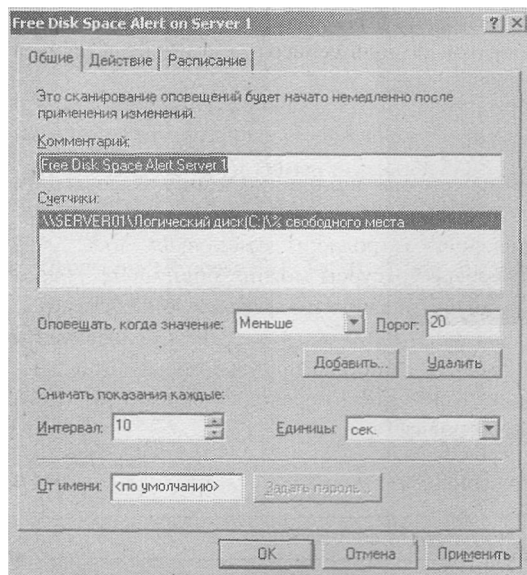 Free Disk Space Alert on Server 1
Общие Действие Расписание
Это сканирование оповещений будет начато немедленно после
применения изменений.
Комментарий:
Free Disk Space Alert Server 1
Счетчики:
\\SERVER01\Логический диск(C:)\% свободного места
Оповещать, когда значение: Меньше Порог: 20
Добавить... Удалить
Снимать показания каждые:
Интервал: 10 Единицы: сек.
От имени: <по умолчанию> Задать пароль...
OK Отмена Применить